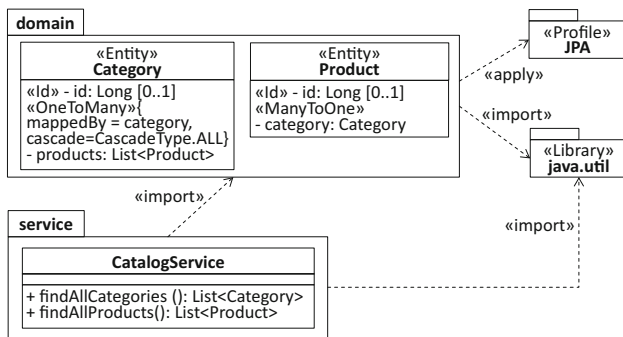 domain
«Entity»
Category
«Id» - id: Long [0..1]
«OneToMany»{
mappedBy = category,
cascade=CascadeType.ALL}
- products: List<Product>
«Entity»
Product
«Id» - id: Long [0..1]
«ManyToOne»
- category: Category
«Profile»
JPA
«apply»
«import»
«Library»
java.util
«import»
«import»
service
CatalogService
+ findAllCategories (): List<Category>
+ findAllProducts(): List<Product>